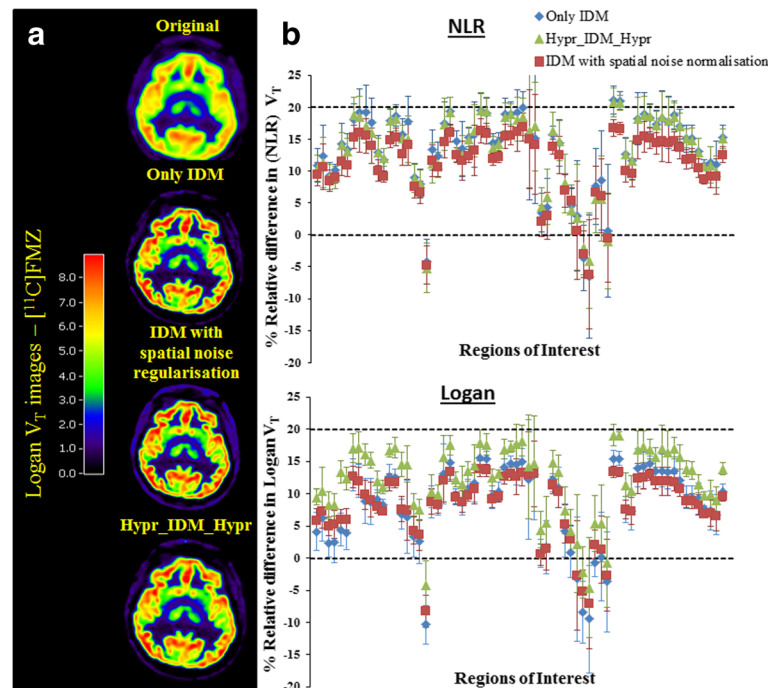 a
Original
Only IDM
IDM with
spatial noise
regularisation
Hypr_IDM_Hypr
Logan VT images – [11C]FMZ
8.0
7.0
6.0
5.0
4.0
3.0
2.0
1.0
0.0
b
NLR
Only IDM
Hypr_IDM_Hypr
IDM with spatial noise normalisation
% Relative difference in (NLR) VT
25
20
15
10
5
0
-5
-10
-15
-20
Regions of Interest
Logan
% Relative difference in Logan VT
25
20
15
10
5
0
-5
-10
-15
-20
Regions of Interest